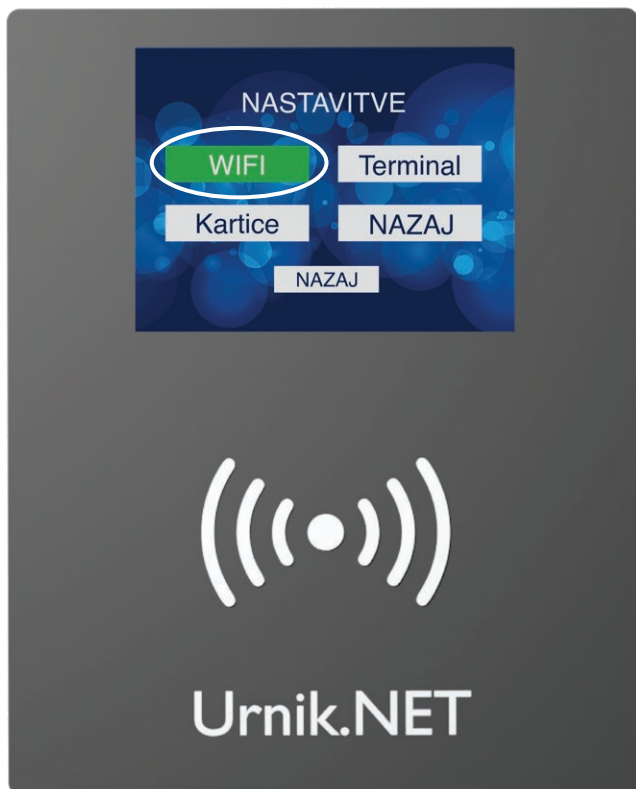 NASTAVITVE
WIFI Terminal
Kartice NAZAJ
NAZAJ
Urnik.NET